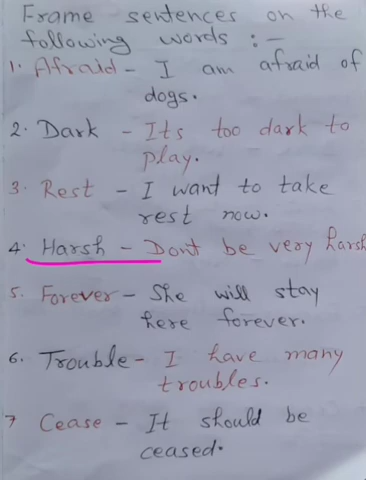 Frame sentences on the
following words :-
1. Afraid - I am afraid of
dogs.
2. Dark - Its too dark to
play.
3. Rest - I want to take
rest now.
4. Harsh - Dont be very harsh
5. Forever - She will stay
here forever.
6. Trouble - I have many
troubles.
7 Cease - It should be
ceased.